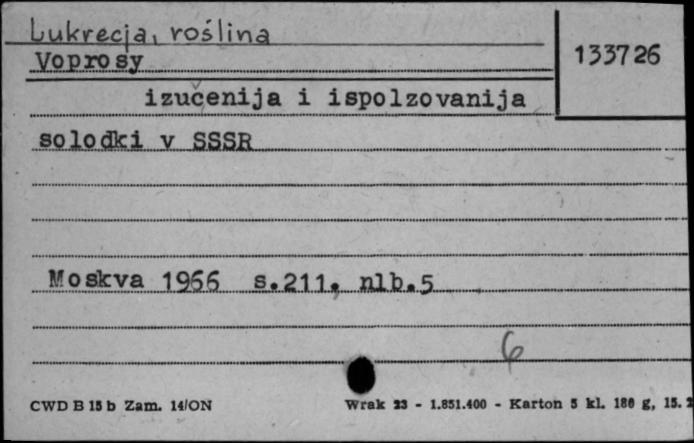 Lukrecja, roślina
133726
Voprosy
izučenija i ispolzovanija
solodki v SSSR
Moskva 1966 s.211, nlb.5
6
CWD B 15 b Zam. 14/ON
Wrak 23 - 1.851.400 - Karton 5 kl. 180 g, 15.